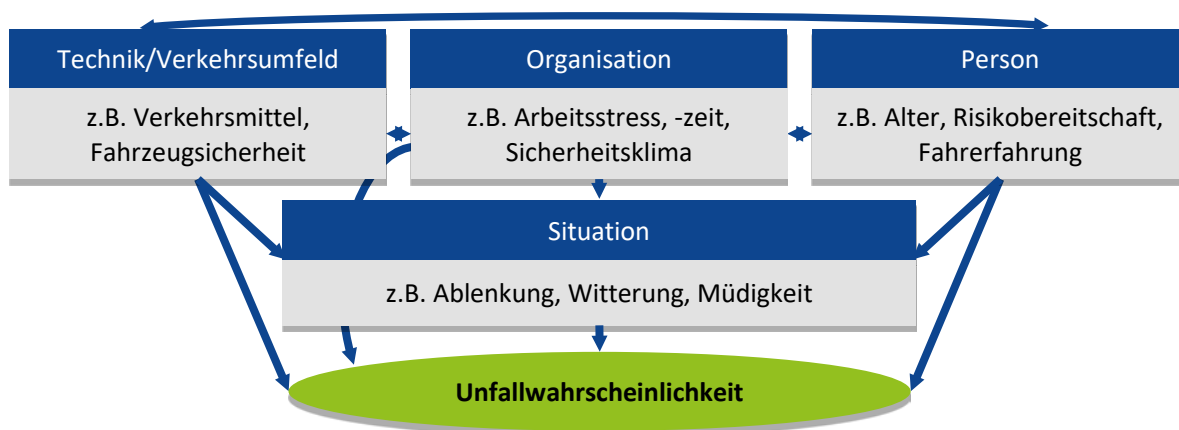 Technik/Verkehrsumfeld
z.B. Verkehrsmittel,
Fahrzeugsicherheit
Organisation
z.B. Arbeitsstress, -zeit,
Sicherheitsklima
Person
z.B. Alter, Risikobereitschaft,
Fahrerfahrung
Situation
z.B. Ablenkung, Witterung, Müdigkeit
Unfallwahrscheinlichkeit